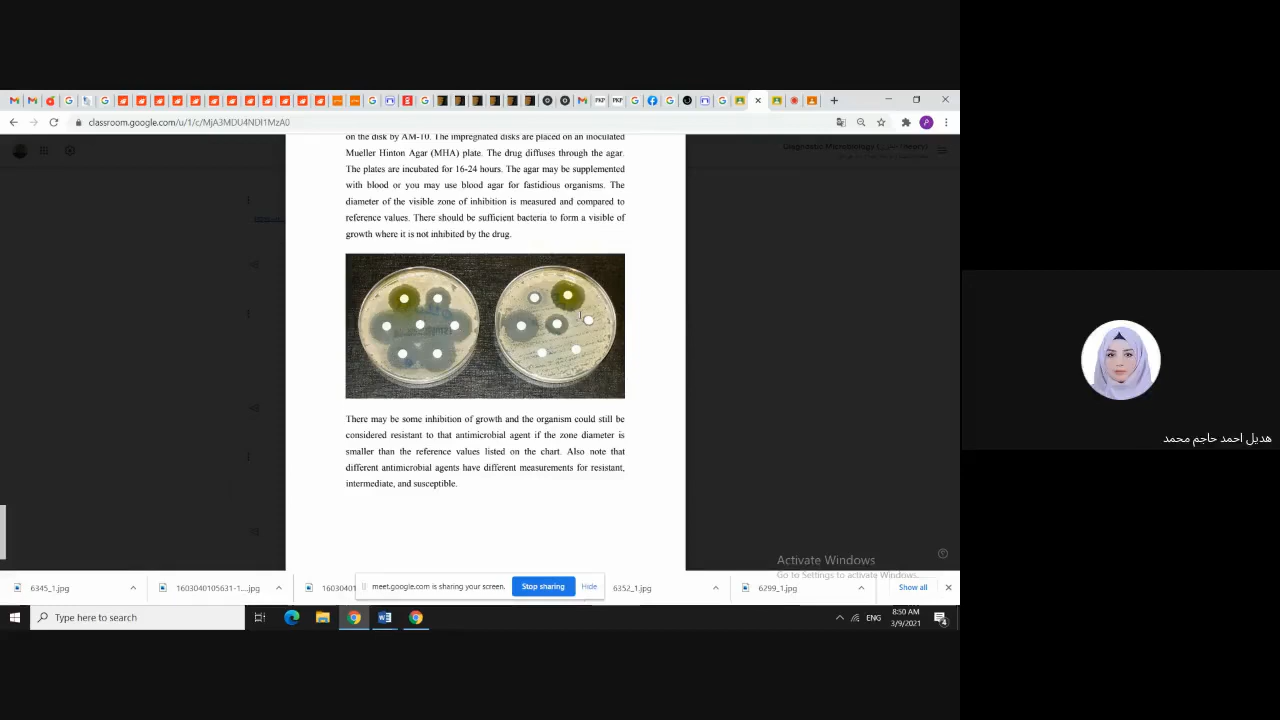 classroom.google.com/u/1/c/MjA3MDU4NDI1MzA0
on the disk by AM-10. The impregnated disks are placed on an inoculated
Mueller Hinton Agar (MHA) plate. The drug diffuses through the agar.
The plates are incubated for 16-24 hours. The agar may be supplemented
with blood or you may use blood agar for fastidious organisms. The
diameter of the visible zone of inhibition is measured and compared to
reference values. There should be sufficient bacteria to form a visible of
growth where it is not inhibited by the drug.
There may be some inhibition of growth and the organism could still be
considered resistant to that antimicrobial agent if the zone diameter is
smaller than the reference values listed on the chart. Also note that
different antimicrobial agents have different measurements for resistant,
intermediate, and susceptible.
هديل احمد حاجم محمد
Activate Windows
Go to Settings to activate Windows.
6345_1.jpg
1603040105631-1....jpg
16030401
meet.google.com is sharing your screen.
Stop sharing
Hide
6352_1.jpg
6299_1.jpg
Show all
Type here to search
ENG
8:50 AM
3/9/2021